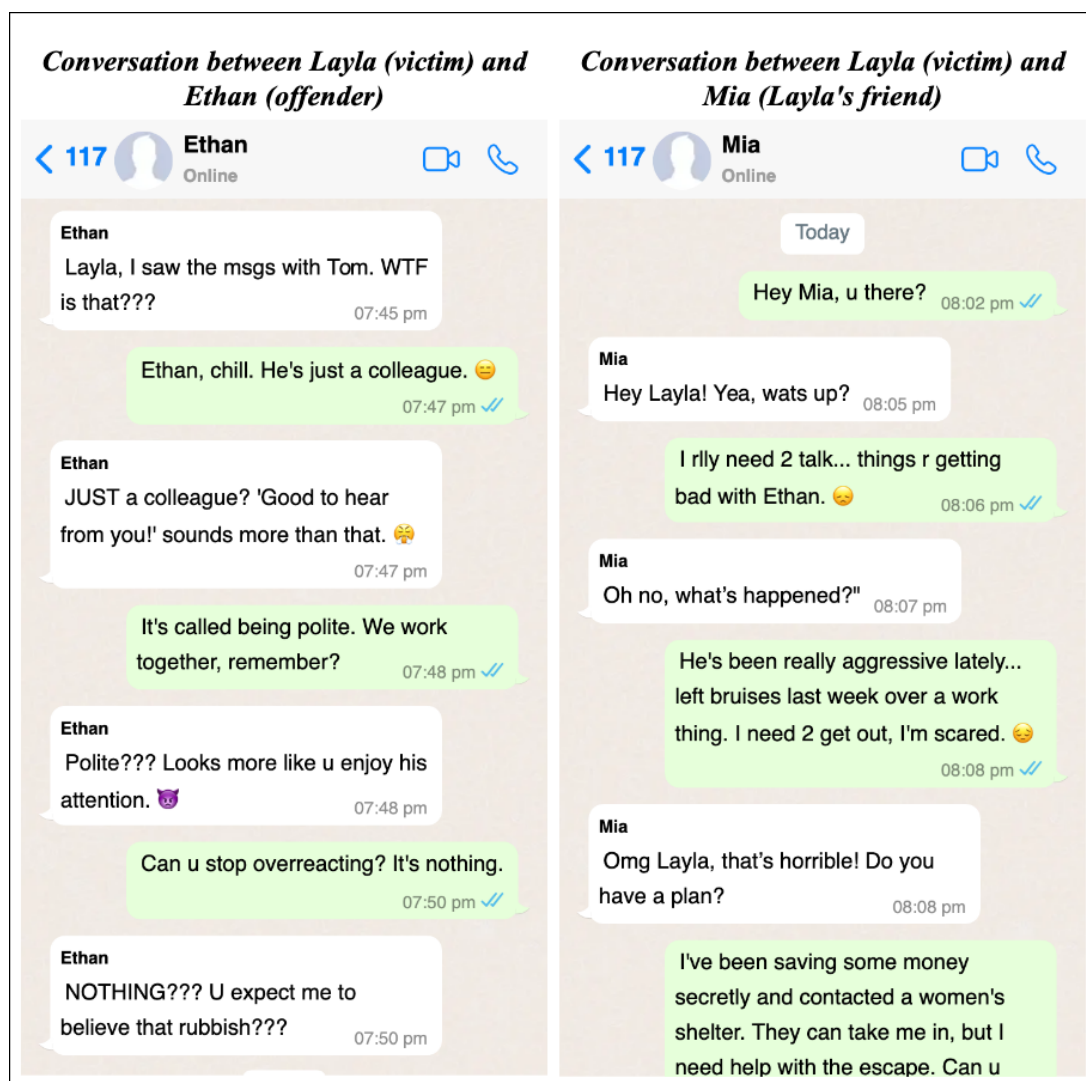 Conversation between Layla (victim) and
Ethan (offender)
117
Ethan
Online
Ethan
Layla, I saw the msgs with Tom. WTF
is that???
07:45 pm
Ethan, chill. He's just a colleague. 😑
07:47 pm
Ethan
JUST a colleague? 'Good to hear
from you!' sounds more than that. 😤
07:47 pm
It's called being polite. We work
together, remember?
07:48 pm
Ethan
Polite??? Looks more like u enjoy his
attention. 😈
07:48 pm
Can u stop overreacting? It's nothing.
07:50 pm
Ethan
NOTHING??? U expect me to
believe that rubbish???
07:50 pm
Conversation between Layla (victim) and
Mia (Layla's friend)
117
Mia
Online
Today
Hey Mia, u there?
08:02 pm
Mia
Hey Layla! Yea, wats up?
08:05 pm
I rlly need 2 talk... things r getting
bad with Ethan. 😞
08:06 pm
Mia
Oh no, what’s happened?"
08:07 pm
He's been really aggressive lately...
left bruises last week over a work
thing. I need 2 get out, I'm scared. 😔
08:08 pm
Mia
Omg Layla, that’s horrible! Do you
have a plan?
08:08 pm
I've been saving some money
secretly and contacted a women's
shelter. They can take me in, but I
need help with the escape. Can u